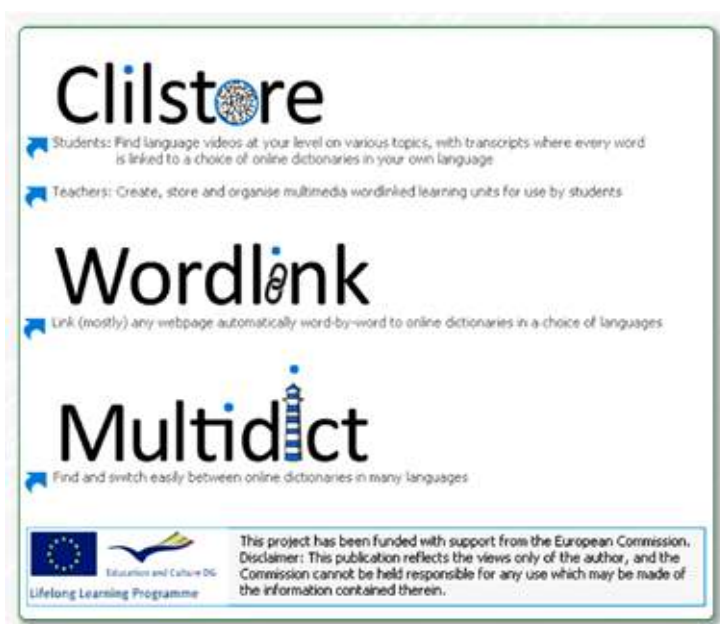 Clilstore
Students: Find language videos at your level on various topics, with transcripts where every word
is linked to a choice of online dictionaries in your own language
Teachers: Create, store and organise multimedia wordlinked learning units for use by students
Wordlink
Link (mostly) any webpage automatically word-by-word to online dictionaries in a choice of languages
Multidict
Find and switch easily between online dictionaries in many languages
Education and Culture DG
Lifelong Learning Programme
This project has been funded with support from the European Commission.
Disclaimer: This publication reflects the views only of the author, and the
Commission cannot be held responsible for any use which may be made of
the information contained therein.